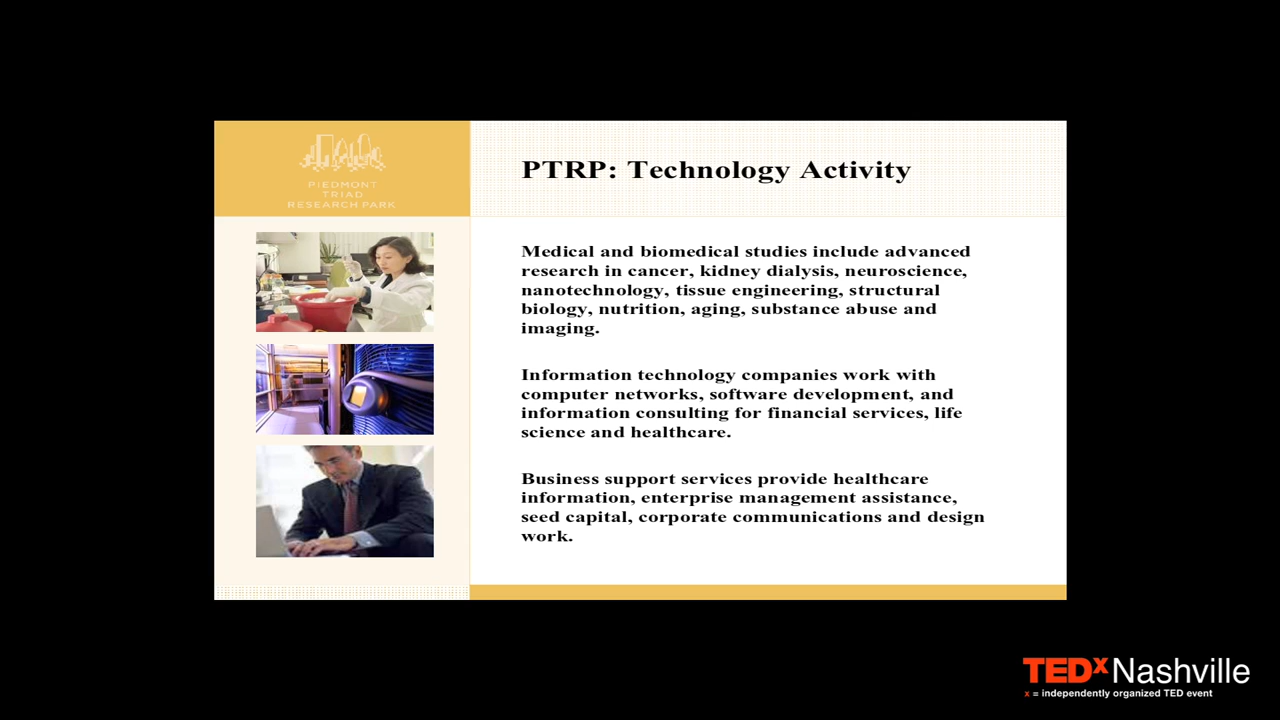 PIEDMONT
TRIAD
RESEARCH PARK
PTRP: Technology Activity
Medical and biomedical studies include advanced
research in cancer, kidney dialysis, neuroscience,
nanotechnology, tissue engineering, structural
biology, nutrition, aging, substance abuse and
imaging.
Information technology companies work with
computer networks, software development, and
information consulting for financial services, life
science and healthcare.
Business support services provide healthcare
information, enterprise management assistance,
seed capital, corporate communications and design
work.
TEDxNashville
x = independently organized TED event